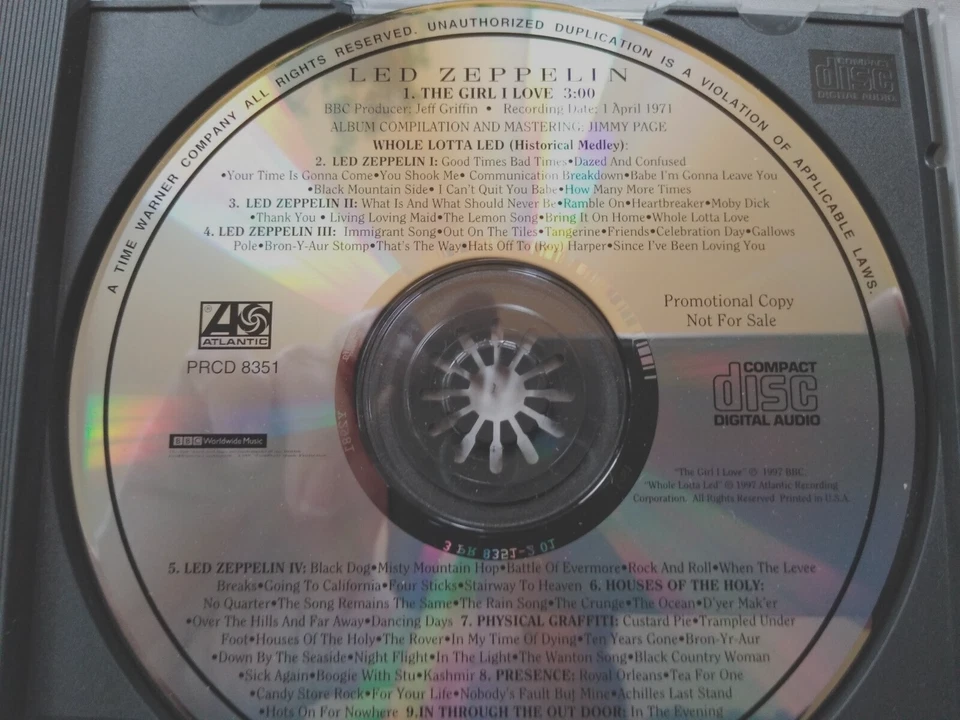 A TIME WARNER COMPANY ALL RIGHTS RESERVED. UNAUTHORIZED DUPLICATION IS A VIOLATION OF APPLICABLE LAWS.
LED ZEPPELIN
1. THE GIRL I LOVE 3:00
BBC Producer: Jeff Griffin • Recording Date: 1 April 1971
ALBUM COMPILATION AND MASTERING: JIMMY PAGE
WHOLE LOTTA LED (Historical Medley):
2. LED ZEPPELIN I: Good Times Bad Times•Dazed And Confused
•Your Time Is Gonna Come•You Shook Me• Communication Breakdown•Babe I'm Gonna Leave You
•Black Mountain Side• I Can't Quit You Babe•How Many More Times
3. LED ZEPPELIN II: What Is And What Should Never Be•Ramble On•Heartbreaker•Moby Dick
•Thank You • Living Loving Maid•The Lemon Song•Bring It On Home•Whole Lotta Love
4. LED ZEPPELIN III: Immigrant Song•Out On The Tiles•Tangerine•Friends•Celebration Day•Gallows
Pole•Bron-Y-Aur Stomp•That's The Way•Hats Off To (Roy) Harper•Since I've Been Loving You
COMPACT
disc
DIGITAL AUDIO
ATLANTIC
PRCD 8351
Promotional Copy
Not For Sale
COMPACT
disc
DIGITAL AUDIO
BBC Worldwide Music
"The Girl I Love" ℗ 1997 BBC.
"Whole Lotta Led" ℗ 1997 Atlantic Recording
Corporation. All Rights Reserved. Printed in U.S.A.
3 PR 8351-2 01
5. LED ZEPPELIN IV: Black Dog•Misty Mountain Hop•Battle Of Evermore•Rock And Roll•When The Levee
Breaks•Going To California•Four Sticks•Stairway To Heaven 6. HOUSES OF THE HOLY:
No Quarter•The Song Remains The Same•The Rain Song•The Crunge•The Ocean•D'yer Mak'er
•Over The Hills And Far Away•Dancing Days 7. PHYSICAL GRAFFITI: Custard Pie•Trampled Under
Foot•Houses Of The Holy•The Rover•In My Time Of Dying•Ten Years Gone•Bron-Yr-Aur
•Down By The Seaside•Night Flight•In The Light•The Wanton Song•Black Country Woman
•Sick Again•Boogie With Stu•Kashmir 8. PRESENCE: Royal Orleans•Tea For One
•Candy Store Rock•For Your Life•Nobody's Fault But Mine•Achilles Last Stand
•Hots On For Nowhere 9.IN THROUGH THE OUT DOOR: In The Evening